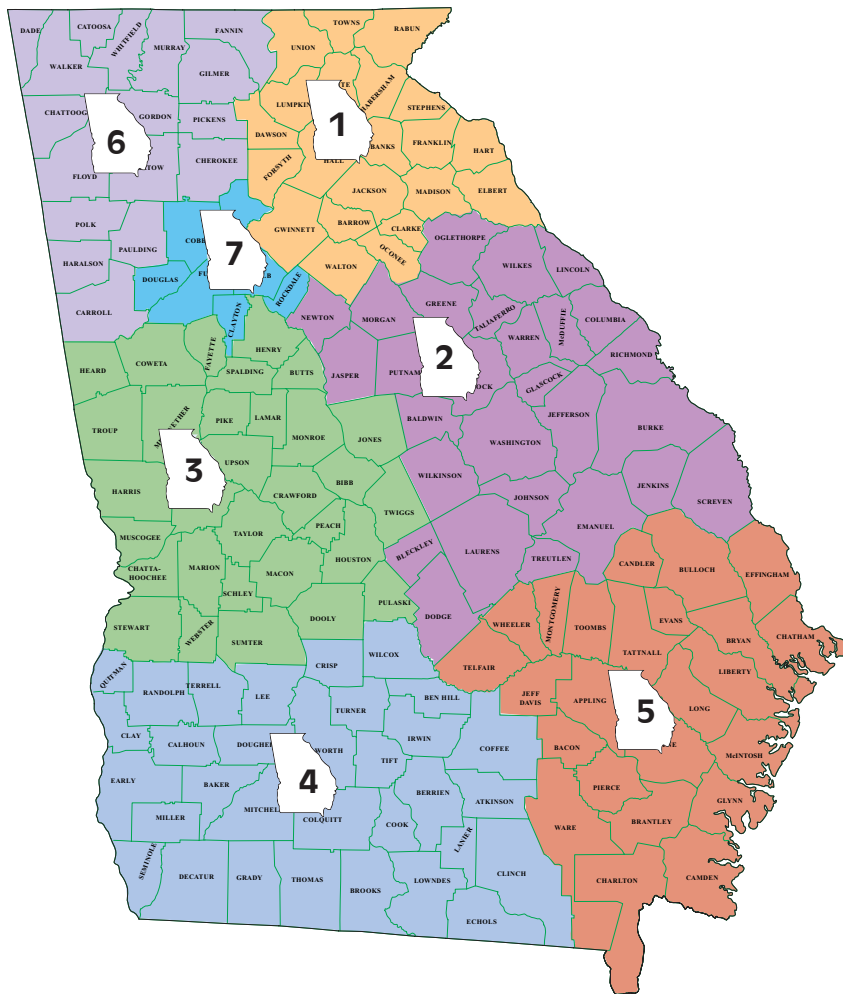 TOWNS
RABUN
DADE
CATOOSA
WHITFIELD
FANNIN
UNION
MURRAY
WALKER
GILMER
LUMPKIN
TE
HABERSHAM
STEPHENS
CHATTOOG
6
GORDON
PICKENS
1
DAWSON
BANKS
FRANKLIN
HART
CHEROKEE
FORSYTH
HALL
TOW
FLOYD
JACKSON
MADISON
ELBERT
POLK
GWINNETT
BARROW
CLARKE
COBB
7
PAULDING
OCONEE
OGLETHORPE
HARALSON
WALTON
WILKES
LINCOLN
DOUGLAS
FU
B
ROCKDALE
CARROLL
CLAYTON
NEWTON
MORGAN
GREENE
TALIAFERRO
McDUFFIE
COLUMBIA
WARREN
RICHMOND
HEARD
COWETA
FAYETTE
HENRY
SPALDING
BUTTS
JASPER
PUTNAM
2
OCK
GLASCOCK
TROUP
MERIWETHER
PIKE
LAMAR
MONROE
JONES
BALDWIN
JEFFERSON
BURKE
WASHINGTON
3
UPSON
BIBB
WILKINSON
JENKINS
SCREVEN
HARRIS
CRAWFORD
JOHNSON
TWIGGS
EMANUEL
MUSCOGEE
TAYLOR
PEACH
BLECKLEY
LAURENS
TREUTLEN
CHATTA-
HOOCHEE
MARION
MACON
HOUSTON
CANDLER
BULLOCH
EFFINGHAM
SCHLEY
PULASKI
DODGE
STEWART
WEBSTER
SUMTER
DOOLY
WHEELER
MONTGOMERY
TOOMBS
EVANS
BRYAN
CHATHAM
TATTNALL
QUITMAN
CRISP
WILCOX
TELFAIR
LIBERTY
RANDOLPH
TERRELL
LEE
BEN HILL
JEFF
DAVIS
APPLING
5
LONG
TURNER
CLAY
CALHOUN
DOUGHER
WORTH
IRWIN
COFFEE
BACON
NE
McINTOSH
TIFT
4
EARLY
BAKER
BERRIEN
ATKINSON
PIERCE
GLYNN
MITCHEL
MILLER
COLQUITT
COOK
WARE
BRANTLEY
LANIER
SEMINOLE
DECATUR
GRADY
THOMAS
BROOKS
LOWNDES
CLINCH
CHARLTON
CAMDEN
ECHOLS